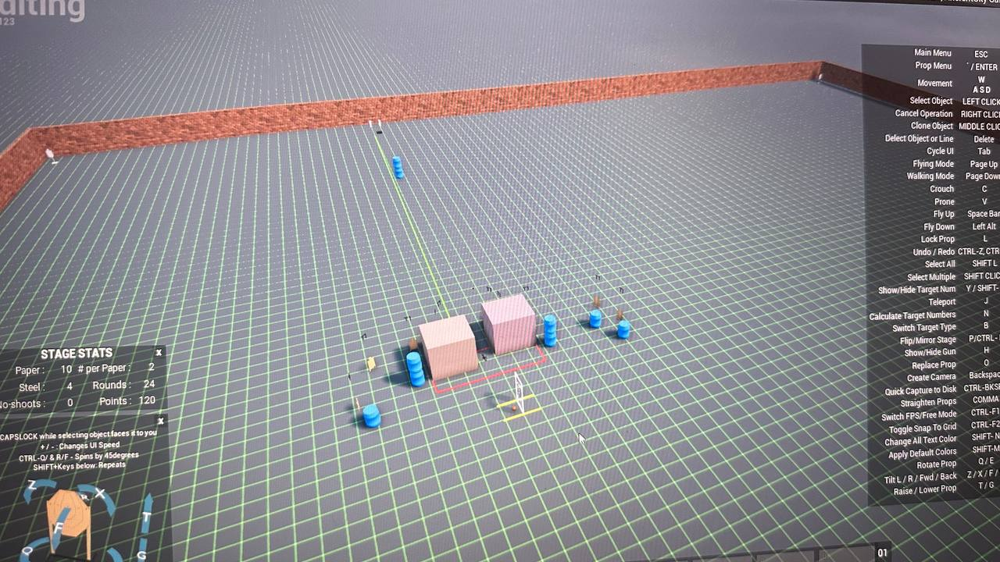 diting
123
Main Menu ESC
Prop Menu / ENTER
Movement W
A S D
Select Object LEFT CLICK
Cancel Operation RIGHT CLIC
Clone Object MIDDLE CLIC
Delect Object or Line Delete
Cycle UI Tab
Flying Mode Page Up
Walking Mode Page Down
Crouch C
Prone V
Fly Up Space Bar
Fly Down Left Alt
Lock Prop L
Undo / Redo CTRL-Z, CTR
Select All SHIFT L
Select Multiple SHIFT CLIC
Show/Hide Target Num Y / SHIFT-
Teleport J
Calculate Target Numbers N
Switch Target Type B
Flip/Mirror Stage P/CTRL-
Show/Hide Gun H
Replace Prop O
Create Camera Backspac
Quick Capture to Disk CTRL-BKS
Straighten Props COMMA
Switch FPS/Free Mode CTRL-F1
Toggle Snap To Grid CTRL-F2
Change All Text Color SHIFT-N
Apply Default Colors SHIFT-M
Rotate Prop Q / E
Tilt L / R / Fwd / Back Z / X / F /
Raise / Lower Prop T / G
STAGE STATS X
Paper: 10 # per Paper: 2
Steel: 4 Rounds: 24
No-shoots: 0 Points: 120
X
CAPSLOCK while selecting object faces it to you
+ / - : Changes UI Speed
CTRL-Q/ & R/F - Spins by 45degrees
SHIFT+Keys below: Repeats
Z R X
F T
Q G
01